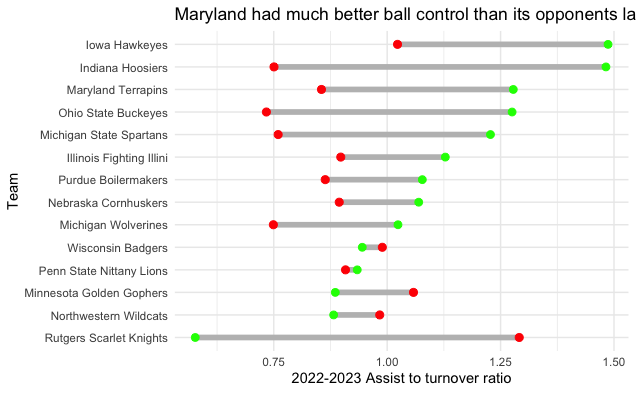 Maryland had much better ball control than its opponents la
Iowa Hawkeyes
Indiana Hoosiers
Maryland Terrapins
Ohio State Buckeyes
Michigan State Spartans
Illinois Fighting Illini
Purdue Boilermakers
Nebraska Cornhuskers
Michigan Wolverines
Wisconsin Badgers
Penn State Nittany Lions
Minnesota Golden Gophers
Northwestern Wildcats
Rutgers Scarlet Knights
Team
0.75 1.00 1.25 1.50
2022-2023 Assist to turnover ratio